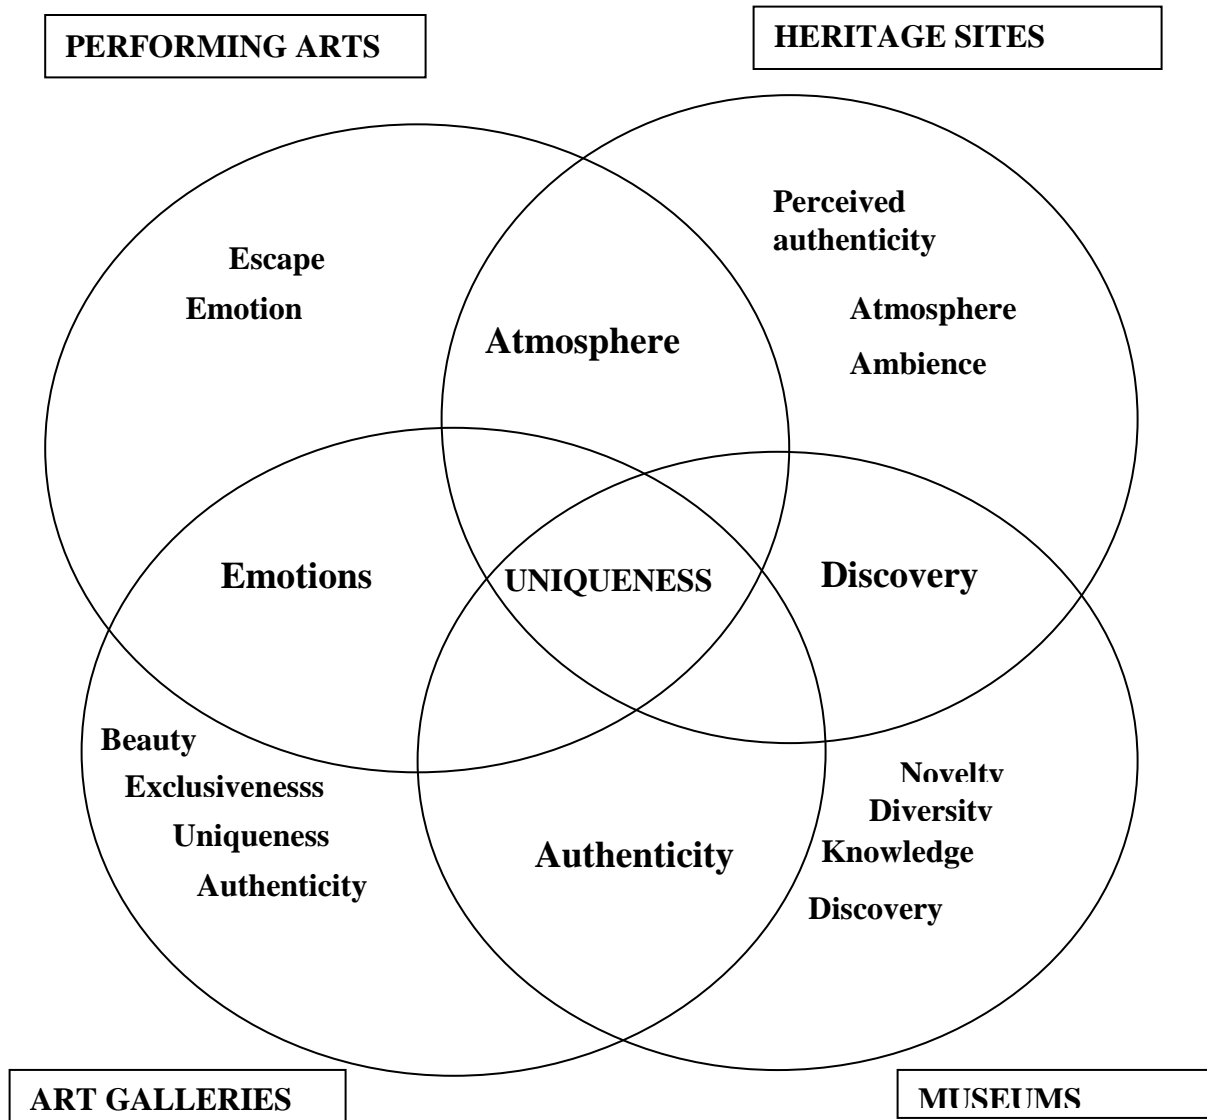 PERFORMING ARTS
HERITAGE SITES
Perceived
authenticity
Escape
Emotion
Atmosphere
Atmosphere
Ambience
Emotions
UNIQUENESS
Discovery
Beauty
Exclusivenesss
Uniqueness
Authenticity
Authenticity
Novelty
Diversity
Knowledge
Discovery
ART GALLERIES
MUSEUMS